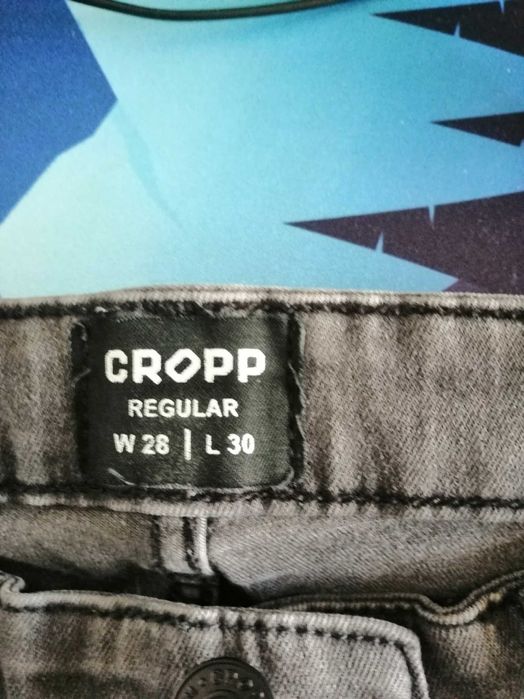 CROPP
REGULAR
W 28 | L 30